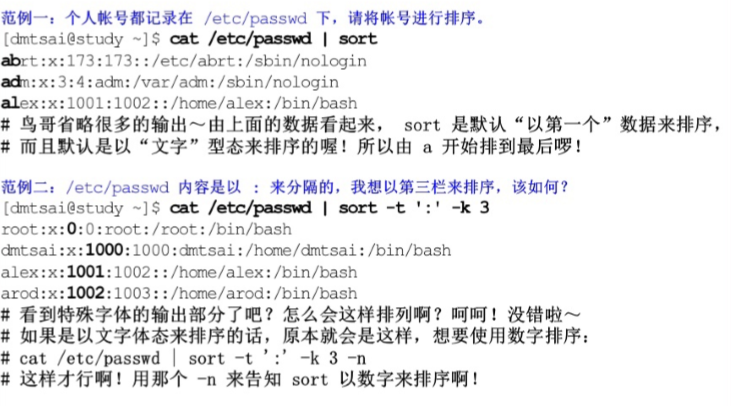 范例一：个人帐号都记录在 /etc/passwd 下，请将帐号进行排序。
[dmtsai@study ~]$ cat /etc/passwd | sort
abrt:x:173:173::/etc/abrt:/sbin/nologin
adm:x:3:4:adm:/var/adm:/sbin/nologin
alex:x:1001:1002::/home/alex:/bin/bash
# 鸟哥省略很多的输出～由上面的数据看起来， sort 是默认“以第一个”数据来排序，
# 而且默认是以“文字”型态来排序的喔！所以由 a 开始排到最后啰！
范例二：/etc/passwd 内容是以 : 来分隔的，我想以第三栏来排序，该如何？
[dmtsai@study ~]$ cat /etc/passwd | sort -t ':' -k 3
root:x:0:0:root:/root:/bin/bash
dmtsai:x:1000:1000:dmtsai:/home/dmtsai:/bin/bash
alex:x:1001:1002::/home/alex:/bin/bash
arod:x:1002:1003::/home/arod:/bin/bash
# 看到特殊字体的输出部分了吧？怎么会这样排列啊？呵呵！没错啦～
# 如果是以文字体态来排序的话，原本就会是这样，想要使用数字排序：
# cat /etc/passwd | sort -t ':' -k 3 -n
# 这样才行啊！用那个 -n 来告知 sort 以数字来排序啊！